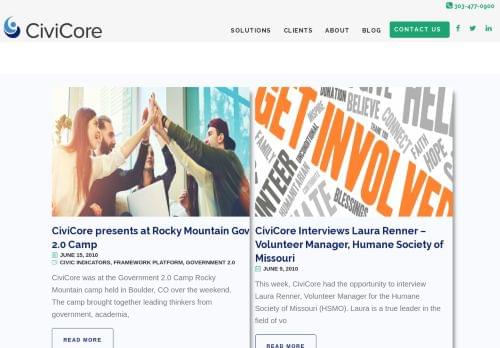 303-477-0900
CiviCore
SOLUTIONS CLIENTS ABOUT BLOG CONTACT US
DONATION
HELP
INSPIRE
BELIEVE
GET INVOLVED
CONNECT
THANK YOU
FAITH
HOPE
FAMILY
UNCONDITIONAL
HUMANITARIAN
BLESSINGS
CiviCore presents at Rocky Mountain Gov
2.0 Camp
JUNE 15, 2010
CIVIC INDICATORS, FRAMEWORK PLATFORM, GOVERNMENT 2.0
CiviCore was at the Government 2.0 Camp Rocky
Mountain camp held in Boulder, CO over the weekend.
The camp brought together leading thinkers from
government, academia,
READ MORE
CiviCore Interviews Laura Renner –
Volunteer Manager, Humane Society of
Missouri
JUNE 9, 2010
This week, CiviCore had the opportunity to interview
Laura Renner, Volunteer Manager for the Humane
Society of Missouri (HSMO). Laura is a true leader in the
field of vo
READ MORE